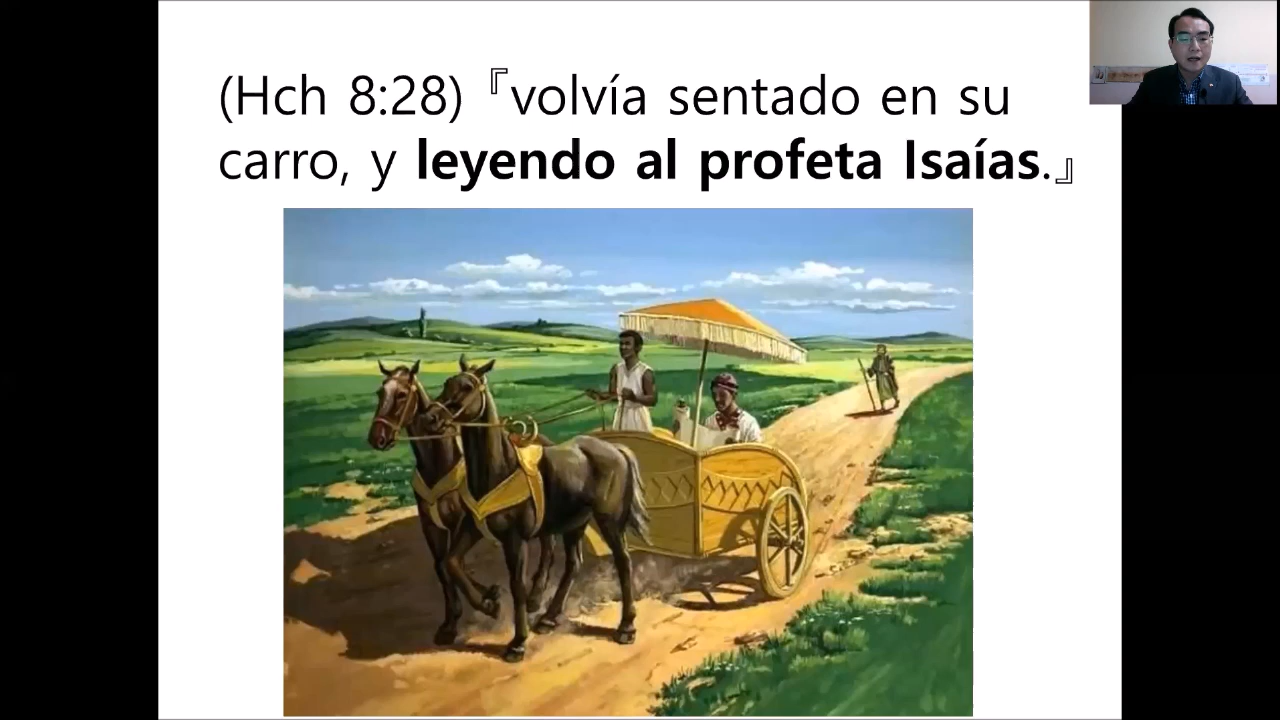 (Hch 8:28)『volvía sentado en su
carro, y leyendo al profeta Isaías.』